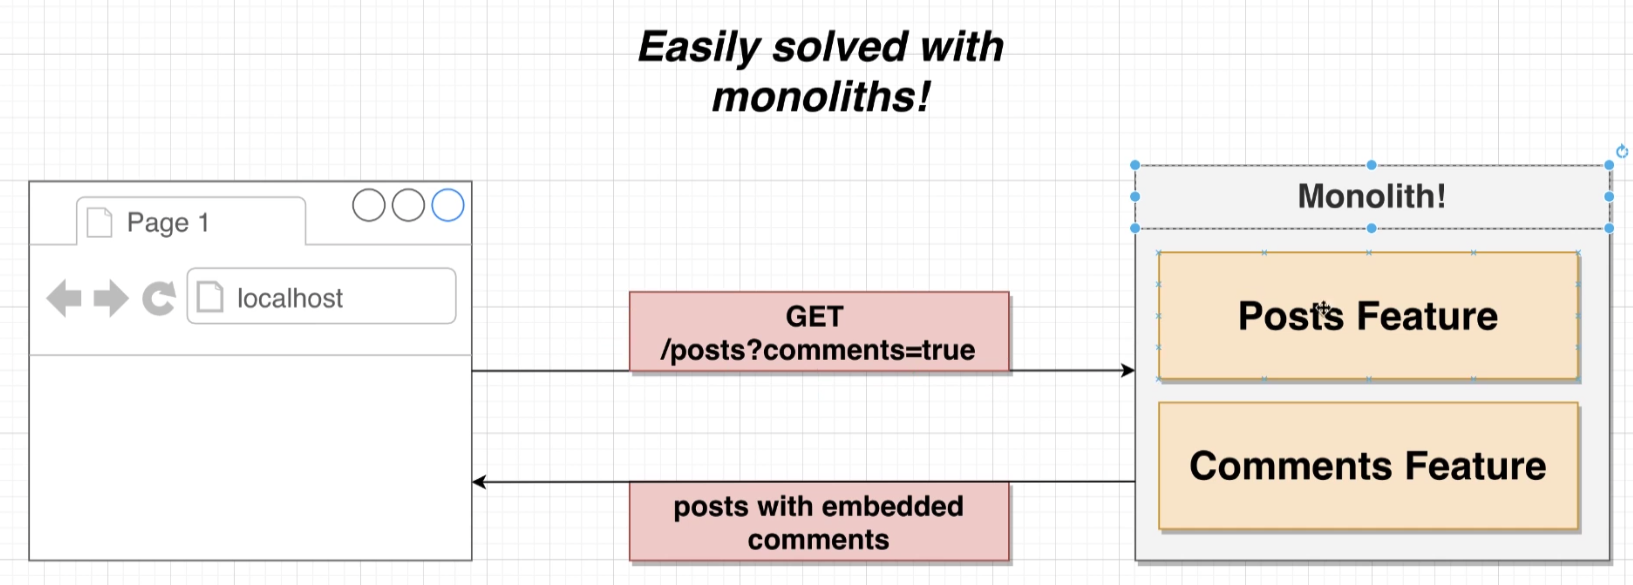 Easily solved with
monoliths!
Page 1
localhost
GET
/posts?comments=true
posts with embedded
comments
Monolith!
Posts Feature
Comments Feature